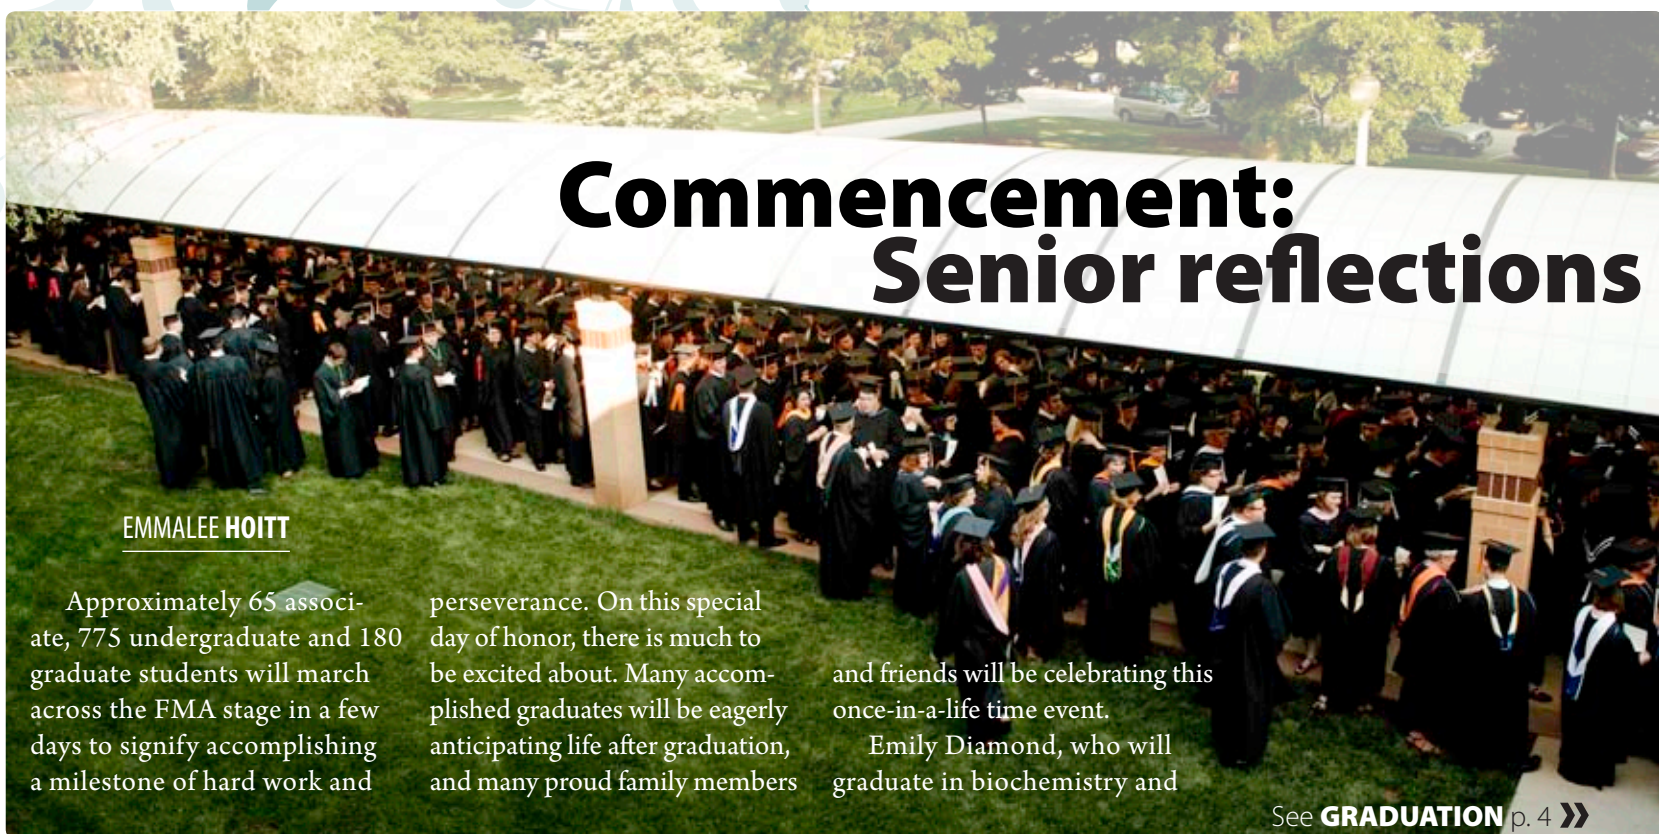 Commencement:
Senior reflections
EMMALEE HOITT
Approximately 65 associ-
ate, 775 undergraduate and 180
graduate students will march
across the FMA stage in a few
days to signify accomplishing
a milestone of hard work and
perseverance. On this special
day of honor, there is much to
be excited about. Many accom-
plished graduates will be eagerly
anticipating life after graduation,
and many proud family members
and friends will be celebrating this
once-in-a-life time event.
Emily Diamond, who will
graduate in biochemistry and
See GRADUATION p. 4 »